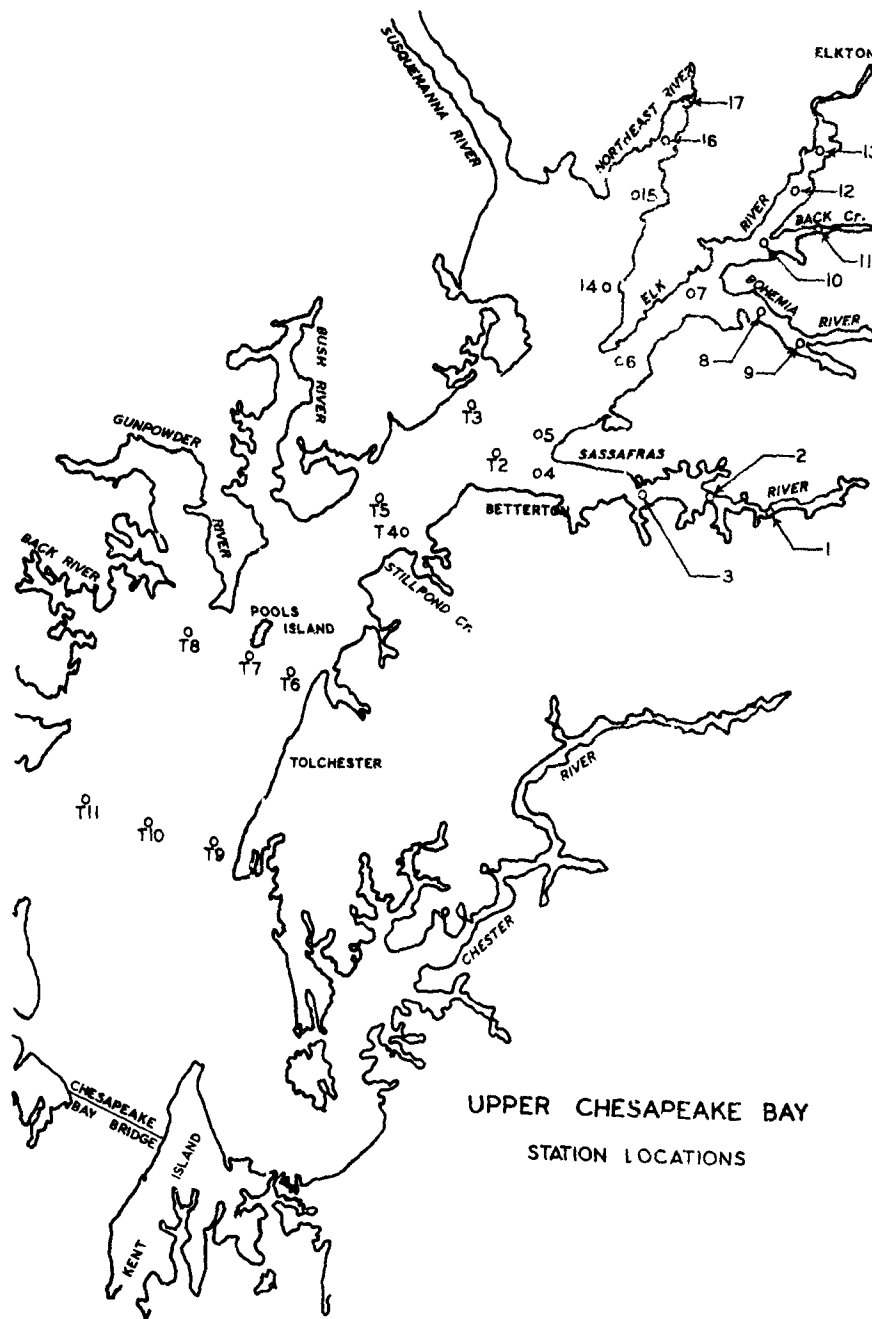 SUSQUEHANNA RIVER
ELKTON
NORTHEAST RIVER
17
16
13
15
12
RIVER
BACK Cr.
11
10
14
ELK
7
BOHEMIA
RIVER
8
9
6
BUSH RIVER
T3
5
GUNPOWDER
RIVER
T2
4
SASSAFRAS
2
RIVER
T5
BETTERTON
T4
1
3
BACK RIVER
STILLPOND Cr.
POOLS
ISLAND
T8
T7
T6
TOLCHESTER
RIVER
T11
T10
T9
CHESTER
CHESAPEAKE
BAY BRIDGE
UPPER CHESAPEAKE BAY
STATION LOCATIONS
KENT ISLAND